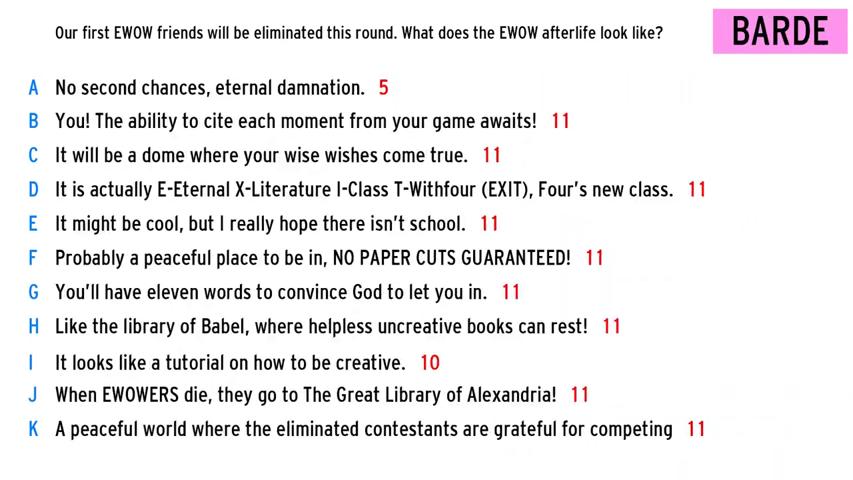 Our first EWOW friends will be eliminated this round. What does the EWOW afterlife look like?
BARDE
A No second chances, eternal damnation. 5
B You! The ability to cite each moment from your game awaits! 11
C It will be a dome where your wise wishes come true. 11
D It is actually E-Eternal X-Literature I-Class T-Withfour (EXIT), Four's new class. 11
E It might be cool, but I really hope there isn't school. 11
F Probably a peaceful place to be in, NO PAPER CUTS GUARANTEED! 11
G You'll have eleven words to convince God to let you in. 11
H Like the library of Babel, where helpless uncreative books can rest! 11
I It looks like a tutorial on how to be creative. 10
J When EWOWERS die, they go to The Great Library of Alexandria! 11
K A peaceful world where the eliminated contestants are grateful for competing 11